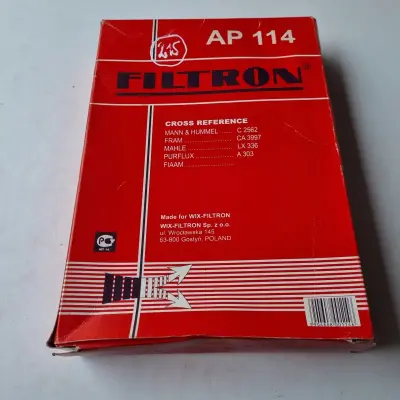 215
AP 114
FILTRON®
CROSS REFERENCE
MANN & HUMMEL ... C 2562
FRAM ........................ CA 3997
MAHLE .................... LX 336
PURFLUX ................ A 303
FIAAM ......................
Made for WIX-FILTRON
WIX-FILTRON Sp. z o.o.
ul. Wrocławska 145
63-800 Gostyń, POLAND